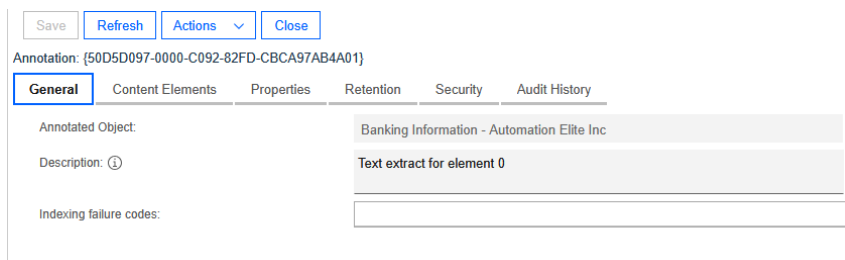 Save Refresh Actions Close
Annotation: {50D5D097-0000-C092-82FD-CBCA97AB4A01}
General Content Elements Properties Retention Security Audit History
Annotated Object: Banking Information - Automation Elite Inc
Description: Text extract for element 0
Indexing failure codes: